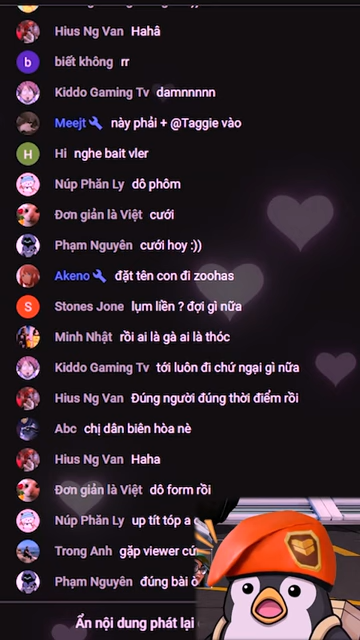 Hius Ng Van Hahâ
b biết không rr
Kiddo Gaming Tv damnnnnn
Meejt này phải + @Taggie vào
H Hi nghe bait vler
Núp Phăn Ly dô phôm
Đơn giản là Việt cưới
Phạm Nguyên cưới hoy :))
Akeno đặt tên con đi zoohas
S Stones Jone lụm liền ? đợi gì nữa
Minh Nhật rồi ai là gà ai là thóc
Kiddo Gaming Tv tới luôn đi chứ ngại gì nữa
Hius Ng Van Đúng người đúng thời điểm rồi
Abc chị dân biên hòa nè
Hius Ng Van Haha
Đơn giản là Việt dô form rồi
Núp Phăn Ly up tít tóp a
Trong Anh gặp viewer cứ
Phạm Nguyên đúng bài
Ẩn nội dung phát lại